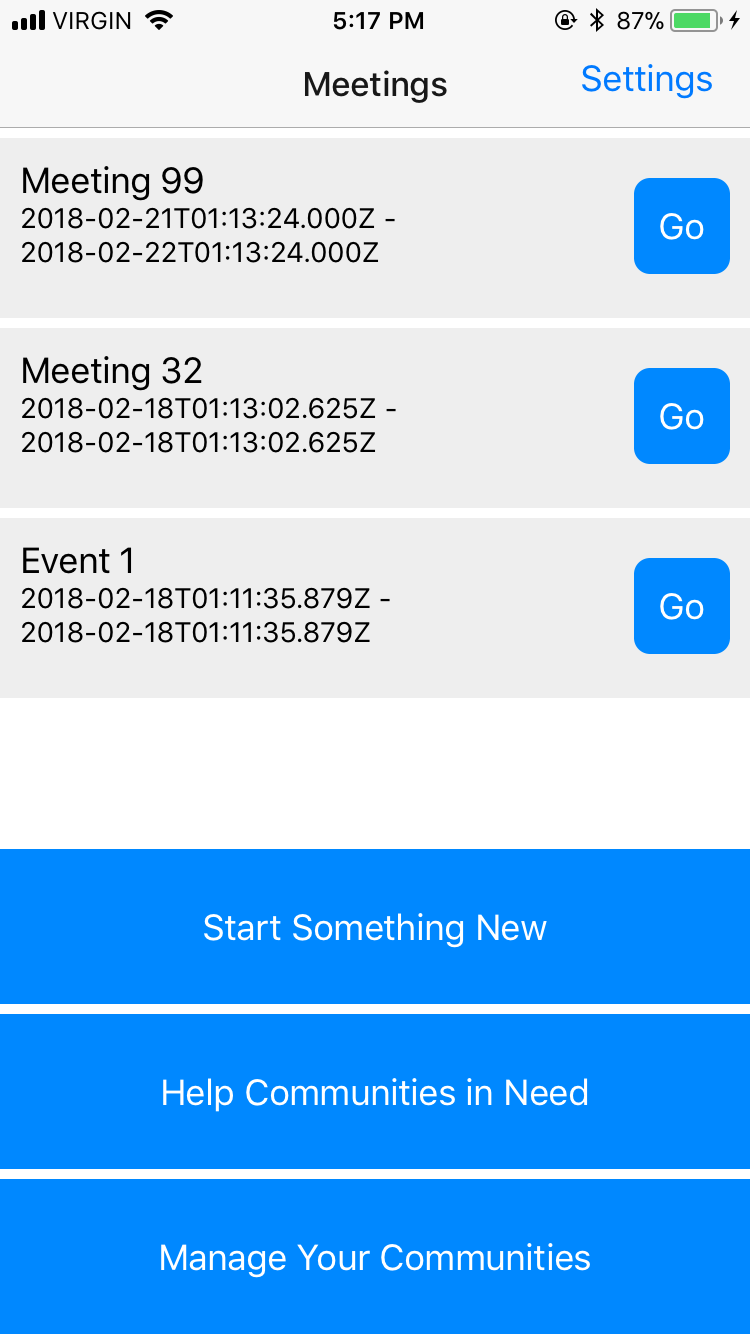 VIRGIN 5:17 PM 87%
Meetings Settings
Meeting 99
2018-02-21T01:13:24.000Z -
2018-02-22T01:13:24.000Z
Go
Meeting 32
2018-02-18T01:13:02.625Z -
2018-02-18T01:13:02.625Z
Go
Event 1
2018-02-18T01:11:35.879Z -
2018-02-18T01:11:35.879Z
Go
Start Something New
Help Communities in Need
Manage Your Communities